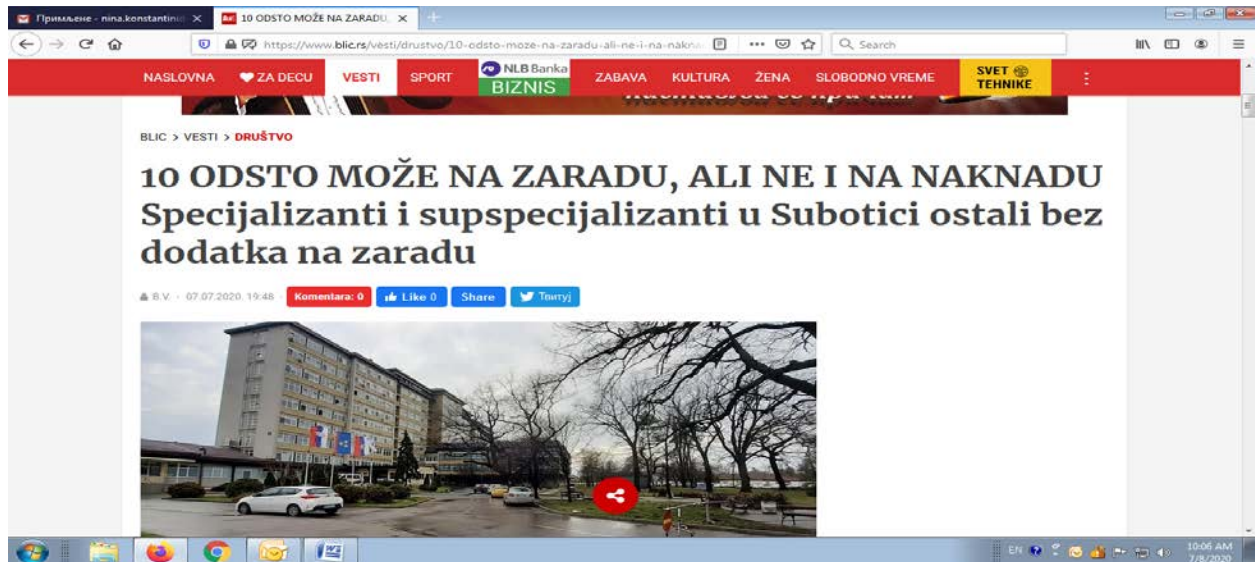 Примљене - nina.konstantin
10 ODSTO MOŽE NA ZARADU,
https://www.blic.rs/vesti/drustvo/10-odsto-moze-na-zaradu-ali-ne-i-na-nakna
Search
NASLOVNA ZA DECU VESTI SPORT NLB Banka BIZNIS ZABAVA KULTURA ŽENA SLOBODNO VREME SVET TEHNIKE
BLIC > VESTI > DRUŠTVO
10 ODSTO MOŽE NA ZARADU, ALI NE I NA NAKNADU
Specijalizanti i supspecijalizanti u Subotici ostali bez
dodatka na zaradu
B.V. - 07.07.2020. 19:48 Komentara: 0 Like 0 Share Твитуј
EN
10:06 AM
7/8/2020